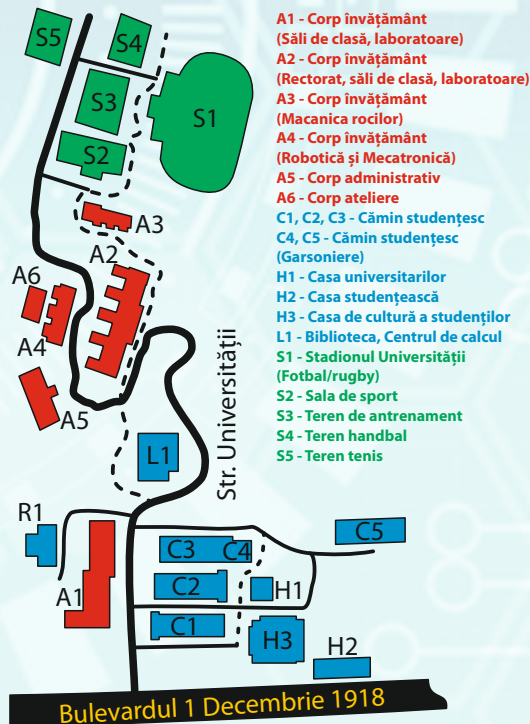 S5
S4
S3
S1
S2
A3
A2
A6
A4
A5
L1
Str. Universității
R1
A1
C3
C4
C5
C2
H1
C1
H3
H2
Bulevardul 1 Decembrie 1918
A1 - Corp învățământ
(Săli de clasă, laboratoare)
A2 - Corp învățământ
(Rectorat, săli de clasă, laboratoare)
A3 - Corp învățământ
(Macanica rocilor)
A4 - Corp învățământ
(Robotică și Mecatronică)
A5 - Corp administrativ
A6 - Corp ateliere
C1, C2, C3 - Cămin studențesc
C4, C5 - Cămin studențesc
(Garsoniere)
H1 - Casa universitarilor
H2 - Casa studențească
H3 - Casa de cultură a studenților
L1 - Biblioteca, Centrul de calcul
S1 - Stadionul Universității
(Fotbal/rugby)
S2 - Sala de sport
S3 - Teren de antrenament
S4 - Teren handbal
S5 - Teren tenis